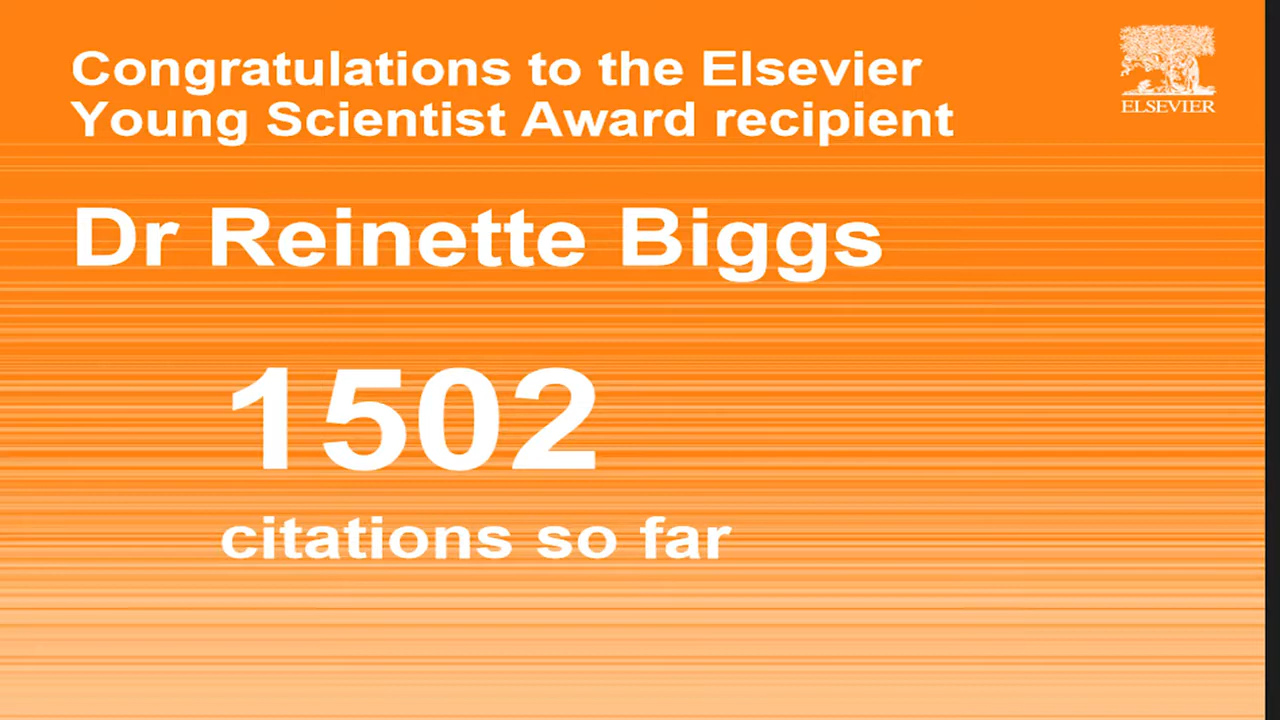 Congratulations to the Elsevier
Young Scientist Award recipient
ELSEVIER
Dr Reinette Biggs
1502
citations so far